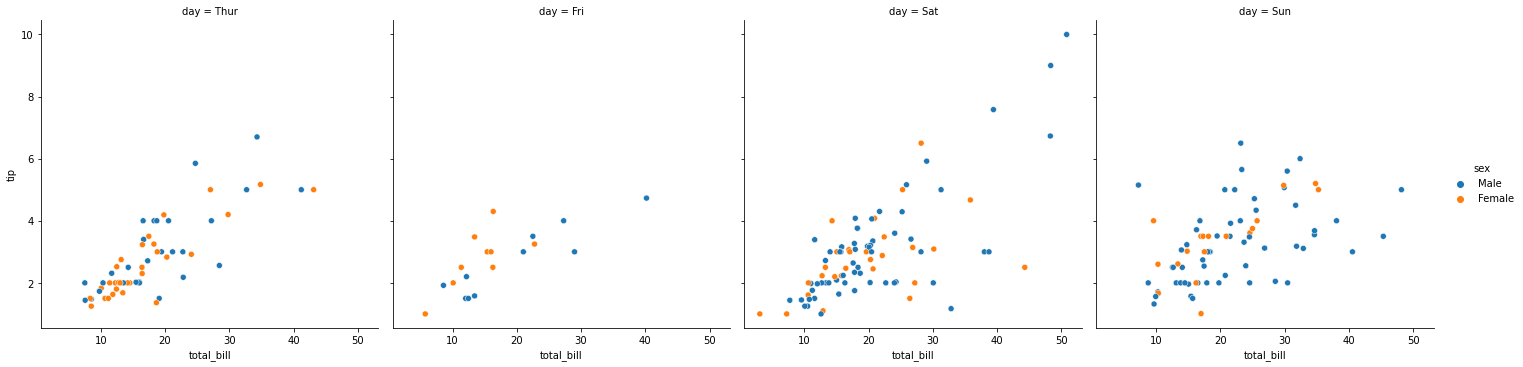 day = Thur
day = Fri
day = Sat
day = Sun
10
8
6
4
2
tip
sex
Male
Female
10 20 30 40 50
10 20 30 40 50
10 20 30 40 50
10 20 30 40 50
total_bill
total_bill
total_bill
total_bill